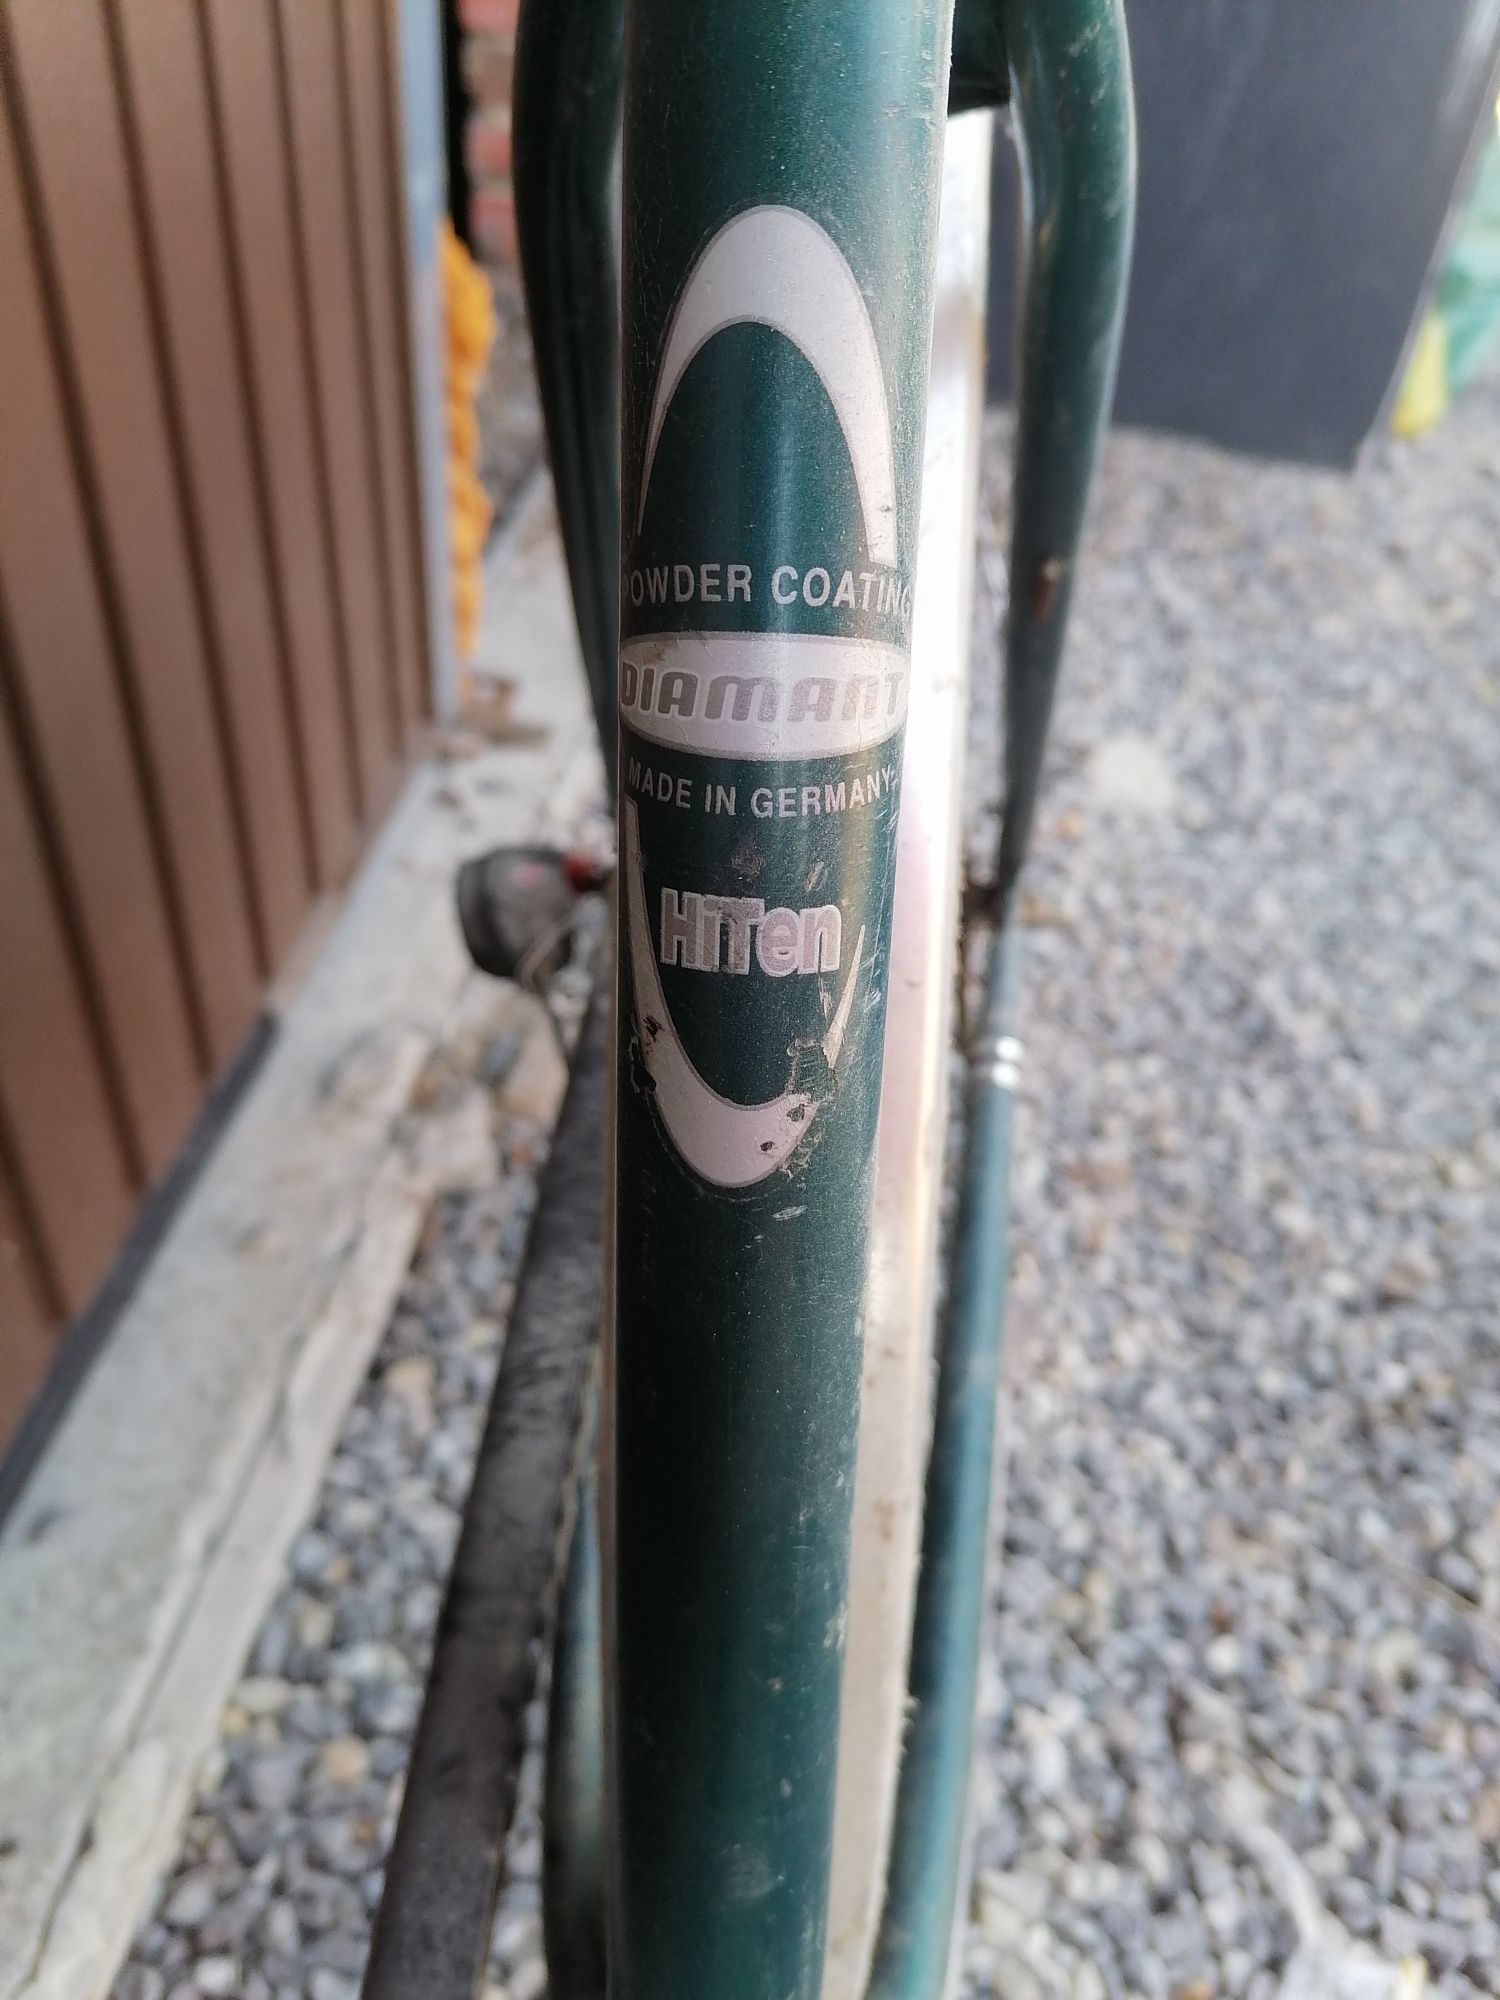 POWDER COATING
DIAMANT
MADE IN GERMANY
HiTen